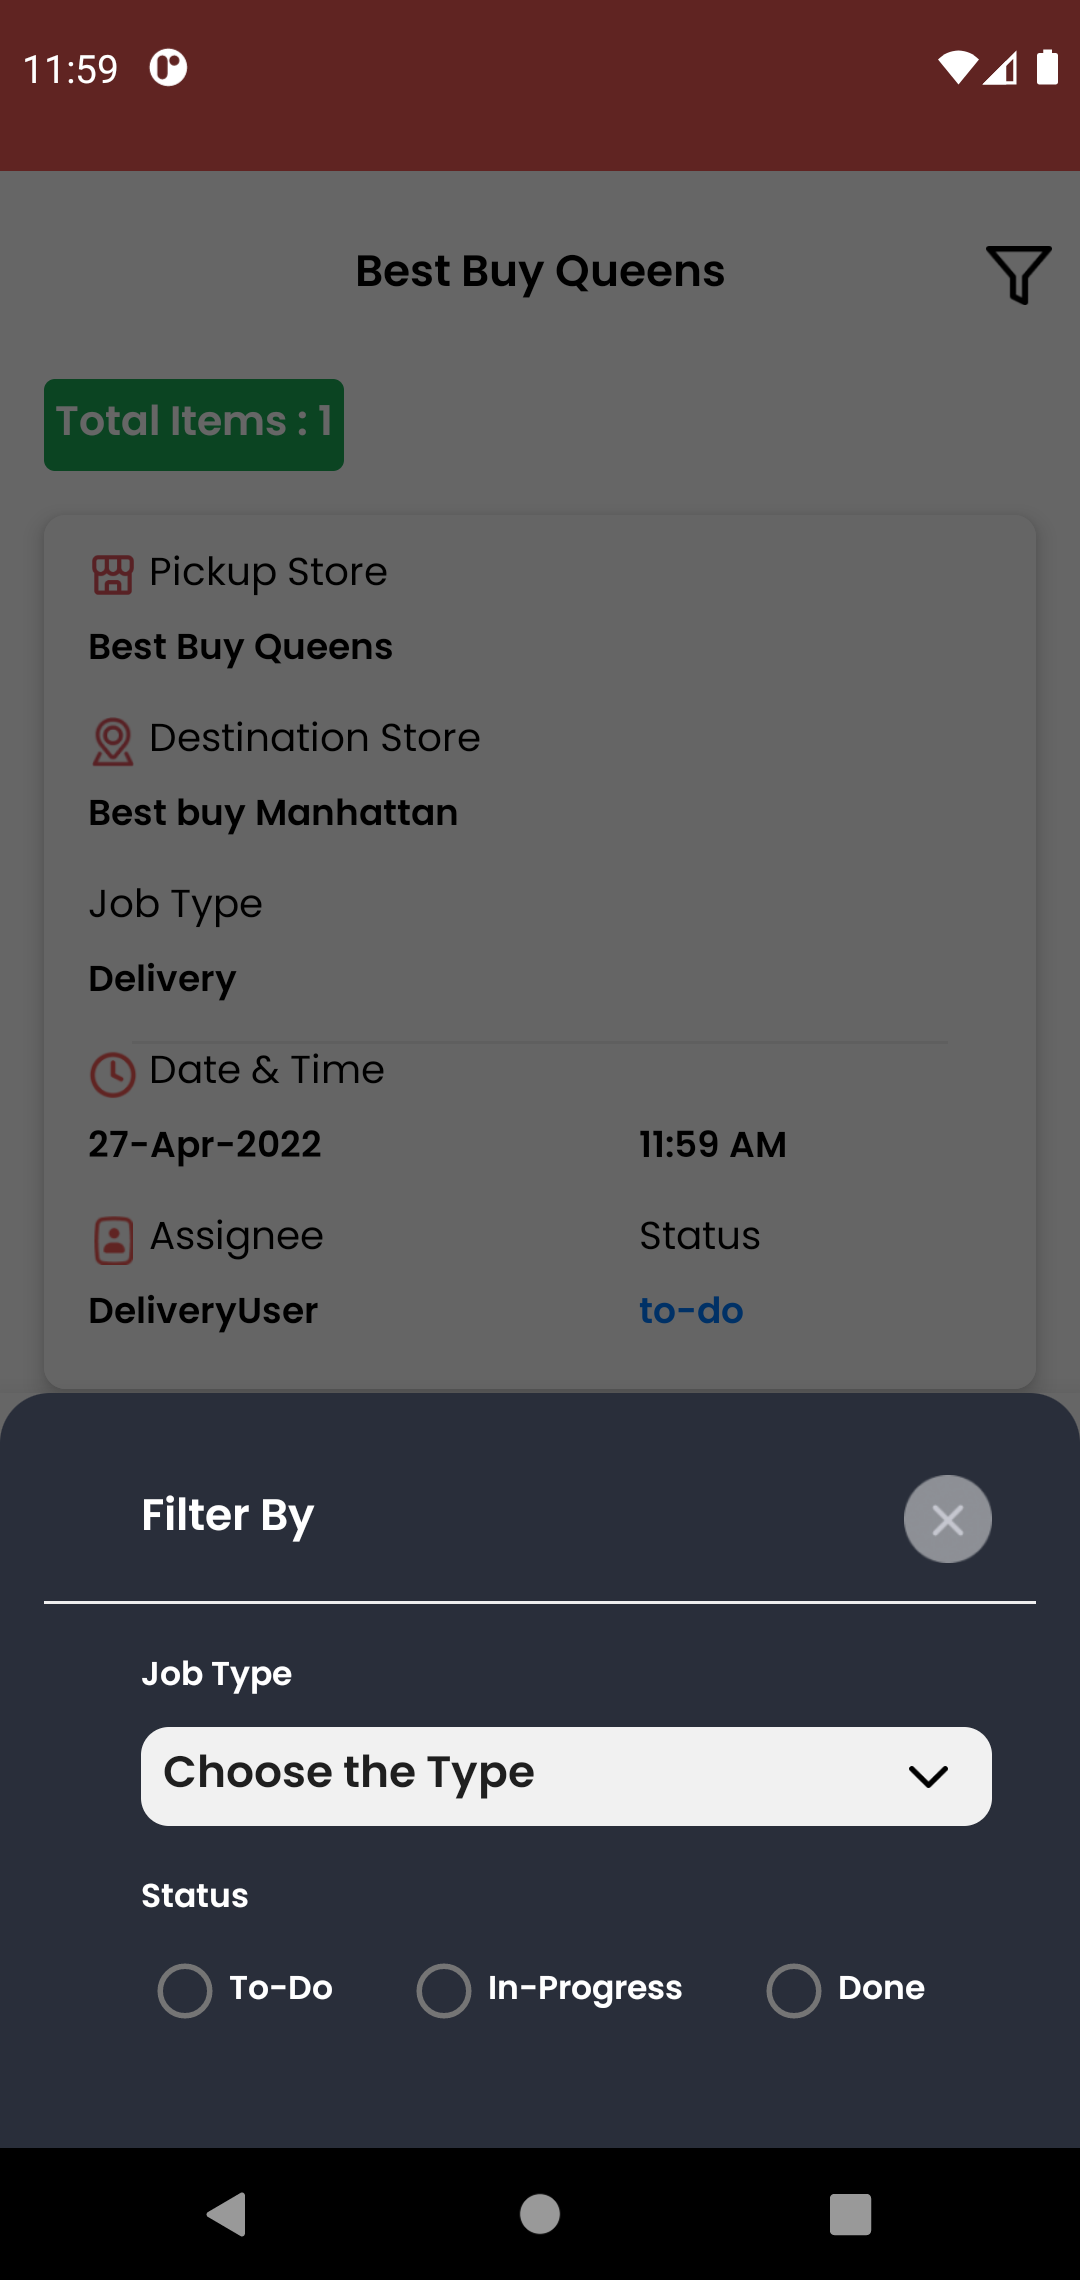 11:59
Best Buy Queens
Total Items : 1
Pickup Store
Best Buy Queens
Destination Store
Best buy Manhattan
Job Type
Delivery
Date & Time
27-Apr-2022 11:59 AM
Assignee Status
DeliveryUser to-do
Filter By
Job Type
Choose the Type
Status
To-Do In-Progress Done